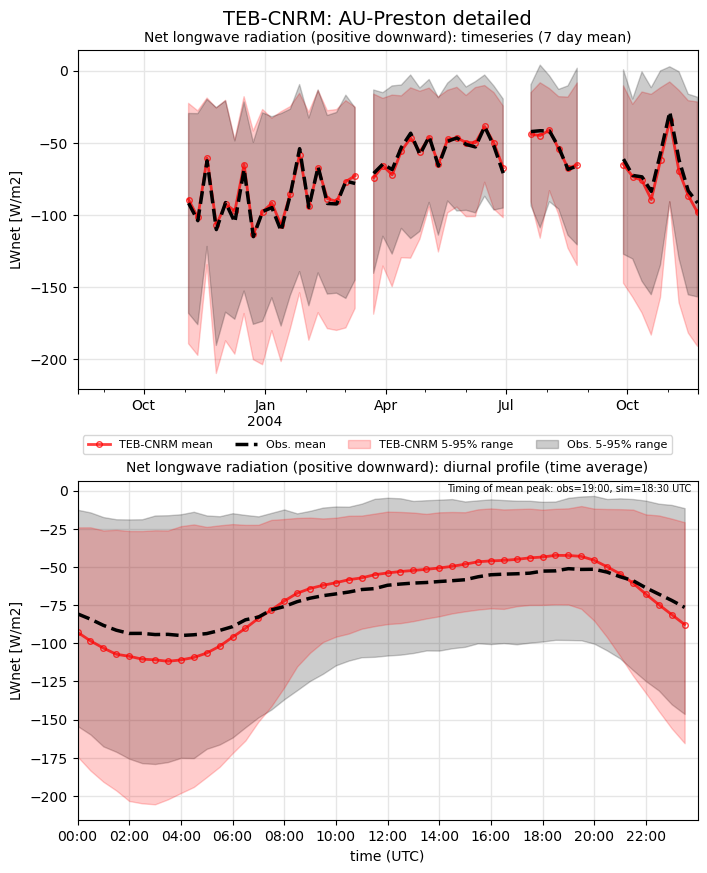 TEB-CNRM: AU-Preston detailed
Net longwave radiation (positive downward): timeseries (7 day mean)
LWnet [W/m2]
0
−50
−100
−150
−200
Oct
Jan
2004
Apr
Jul
Oct
TEB-CNRM mean
Obs. mean
TEB-CNRM 5-95% range
Obs. 5-95% range
Net longwave radiation (positive downward): diurnal profile (time average)
Timing of mean peak: obs=19:00, sim=18:30 UTC
LWnet [W/m2]
0
−25
−50
−75
−100
−125
−150
−175
−200
00:00
02:00
04:00
06:00
08:00
10:00
12:00
14:00
16:00
18:00
20:00
22:00
time (UTC)